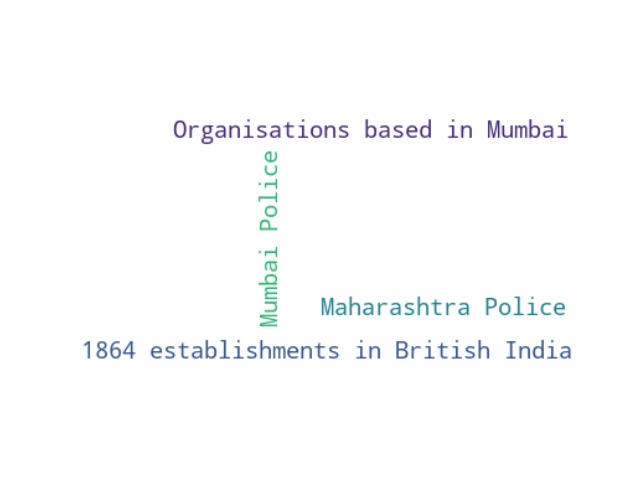 Organisations based in Mumbai
Mumbai Police
Maharashtra Police
1864 establishments in British India